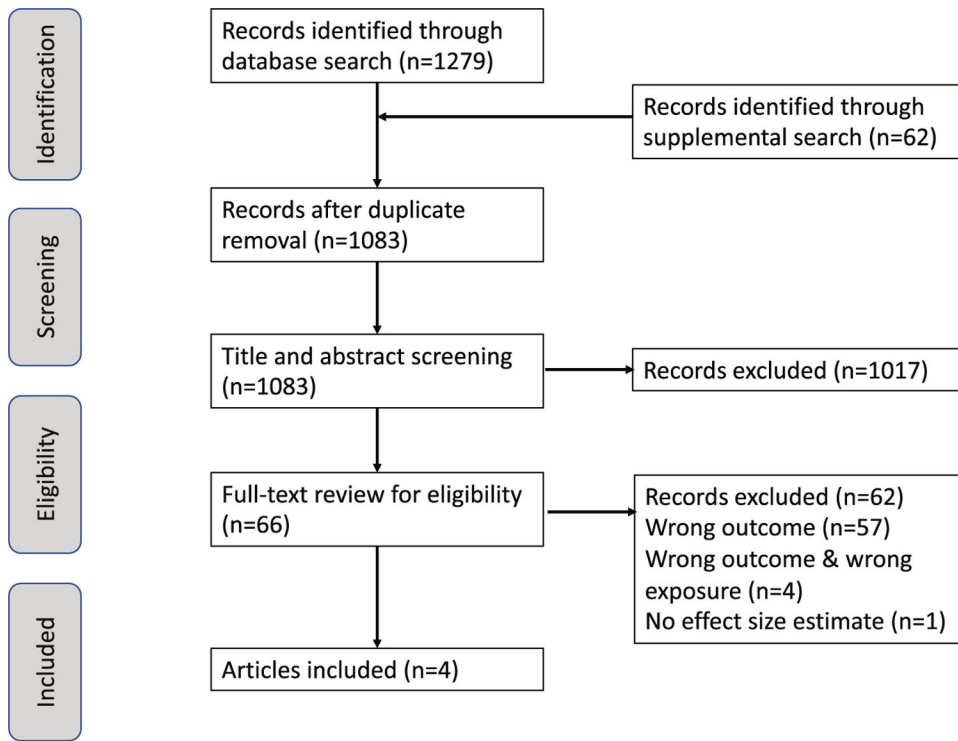 Identification
Records identified through
database search (n=1279)
Records identified through
supplemental search (n=62)
Screening
Records after duplicate
removal (n=1083)
Title and abstract screening
(n=1083)
Records excluded (n=1017)
Eligibility
Full-text review for eligibility
(n=66)
Records excluded (n=62)
Wrong outcome (n=57)
Wrong outcome & wrong
exposure (n=4)
No effect size estimate (n=1)
Included
Articles included (n=4)